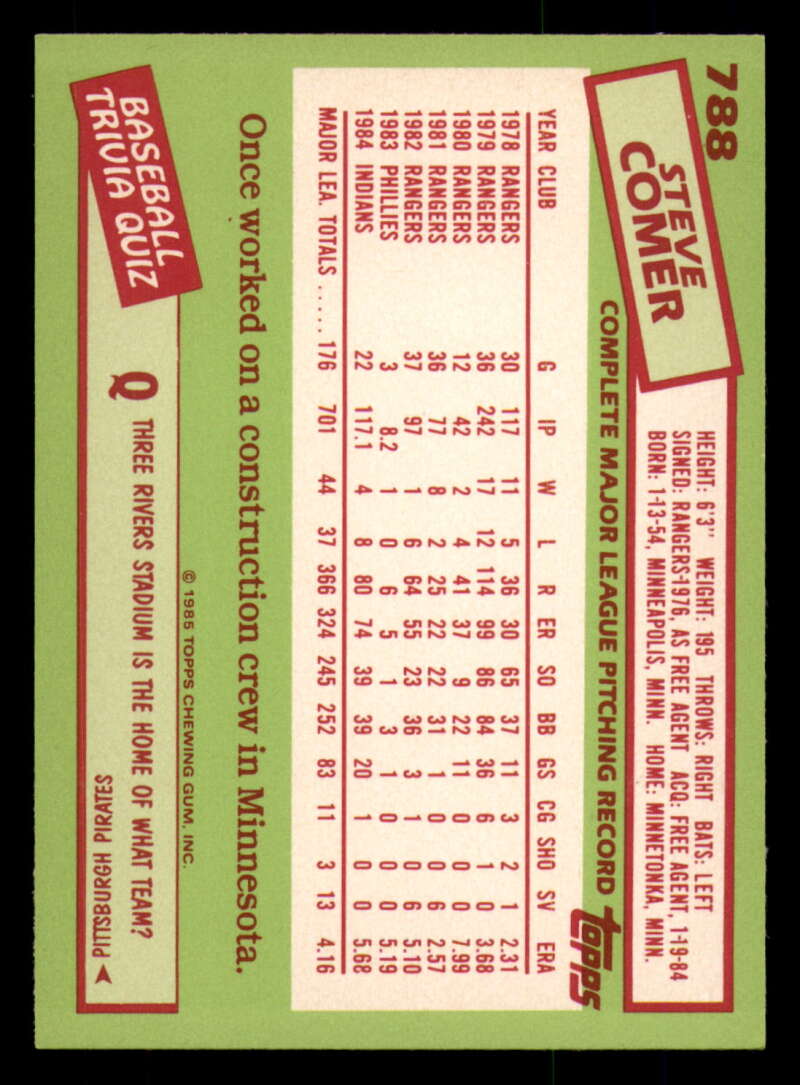 788
STEVE
COMER
HEIGHT: 6'3" WEIGHT: 195 THROWS: RIGHT BATS: LEFT
SIGNED: RANGERS-1976, AS FREE AGENT ACQ: FREE AGENT, 1-19-84
BORN: 1-13-54, MINNEAPOLIS, MINN. HOME: MINNETONKA, MINN.
COMPLETE MAJOR LEAGUE PITCHING RECORD topps
YEAR CLUB G IP W L R ER SO BB GS CG SHO SV ERA
1978 RANGERS 30 117 11 5 36 30 65 37 11 3 2 1 2.31
1979 RANGERS 36 242 17 12 114 99 86 84 36 6 1 0 3.68
1980 RANGERS 12 42 2 4 41 37 9 22 11 0 0 0 7.99
1981 RANGERS 36 77 8 2 25 22 22 31 1 0 0 6 2.57
1982 RANGERS 37 97 1 6 64 55 23 36 3 1 0 6 5.10
1983 PHILLIES 3 8.2 1 0 6 5 1 3 1 0 0 0 5.19
1984 INDIANS 22 117.1 4 8 80 74 39 39 20 1 0 0 5.68
MAJOR LEA. TOTALS ..... 176 701 44 37 366 324 245 252 83 11 3 13 4.16
Once worked on a construction crew in Minnesota.
© 1985 TOPPS CHEWING GUM, INC.
BASEBALL
TRIVIA QUIZ
Q THREE RIVERS STADIUM IS THE HOME OF WHAT TEAM?
PITTSBURGH PIRATES